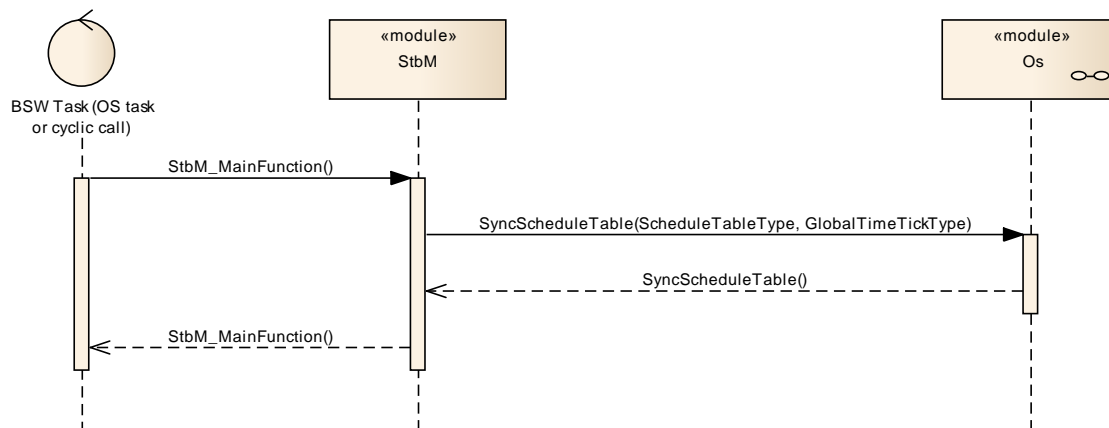 «module»
StbM
«module»
Os
BSW Task (OS task
or cyclic call)
StbM_MainFunction()
SyncScheduleTable(ScheduleTableType, GlobalTimeTickType)
SyncScheduleTable()
StbM_MainFunction()